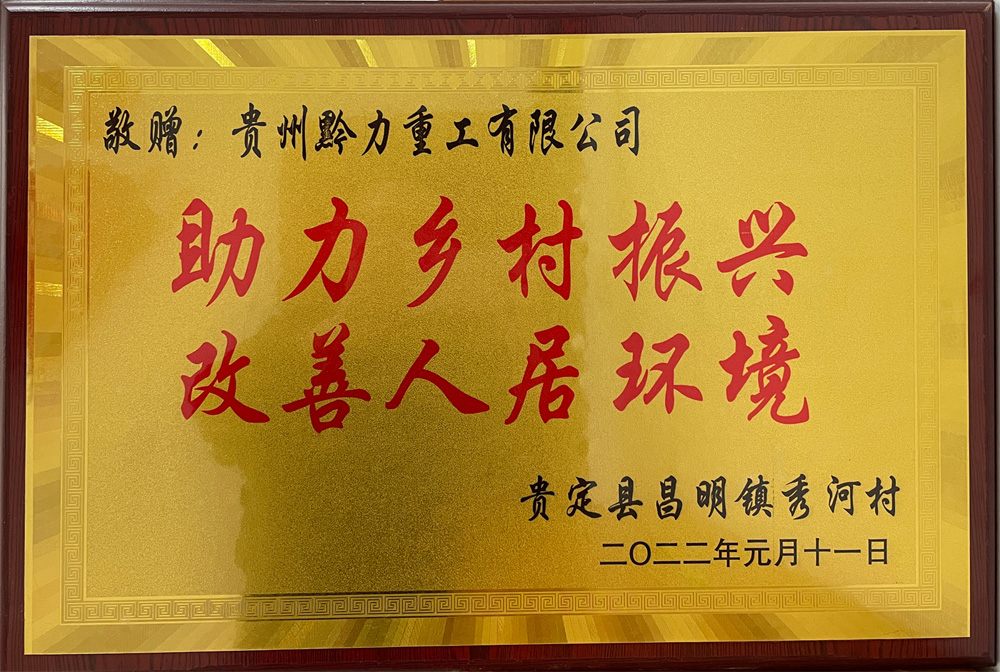 敬赠：贵州黔力重工有限公司
助力乡村振兴
改善人居环境
贵定县昌明镇秀河村
二〇二二年元月十一日